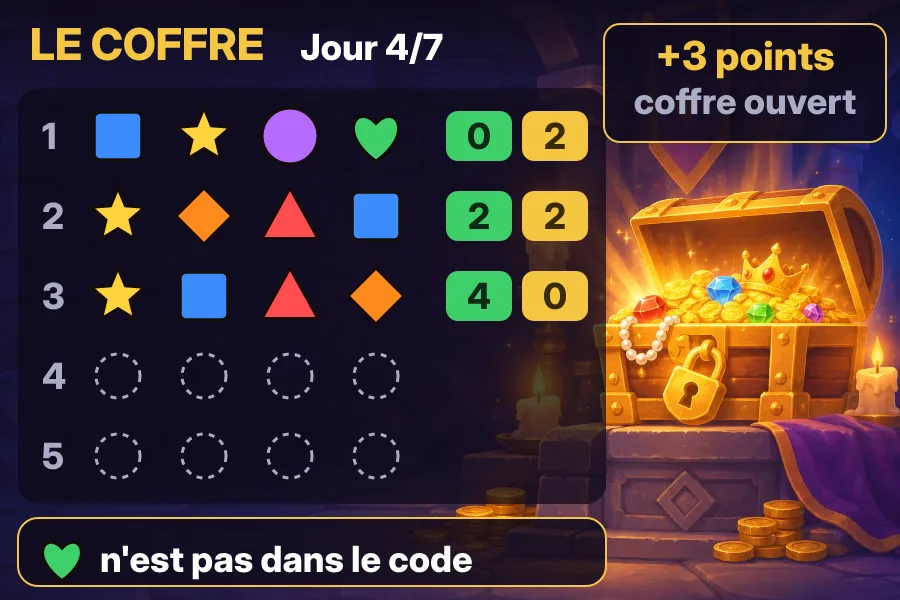 LE COFFRE Jour 4/7
+3 points
coffre ouvert
1 0 2
2 2 2
3 4 0
4
5
n'est pas dans le code